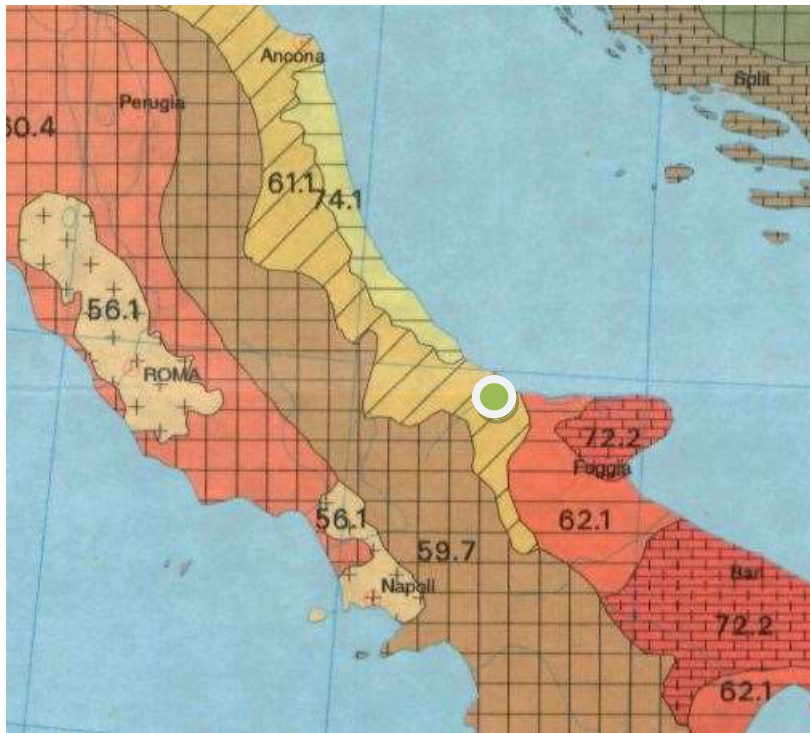 Ancona
Split
Perugia
60.4
61.1
74.1
56.1
ROMA
72.2
Foggia
56.1
62.1
59.7
Bari
Napoli
72.2
62.1